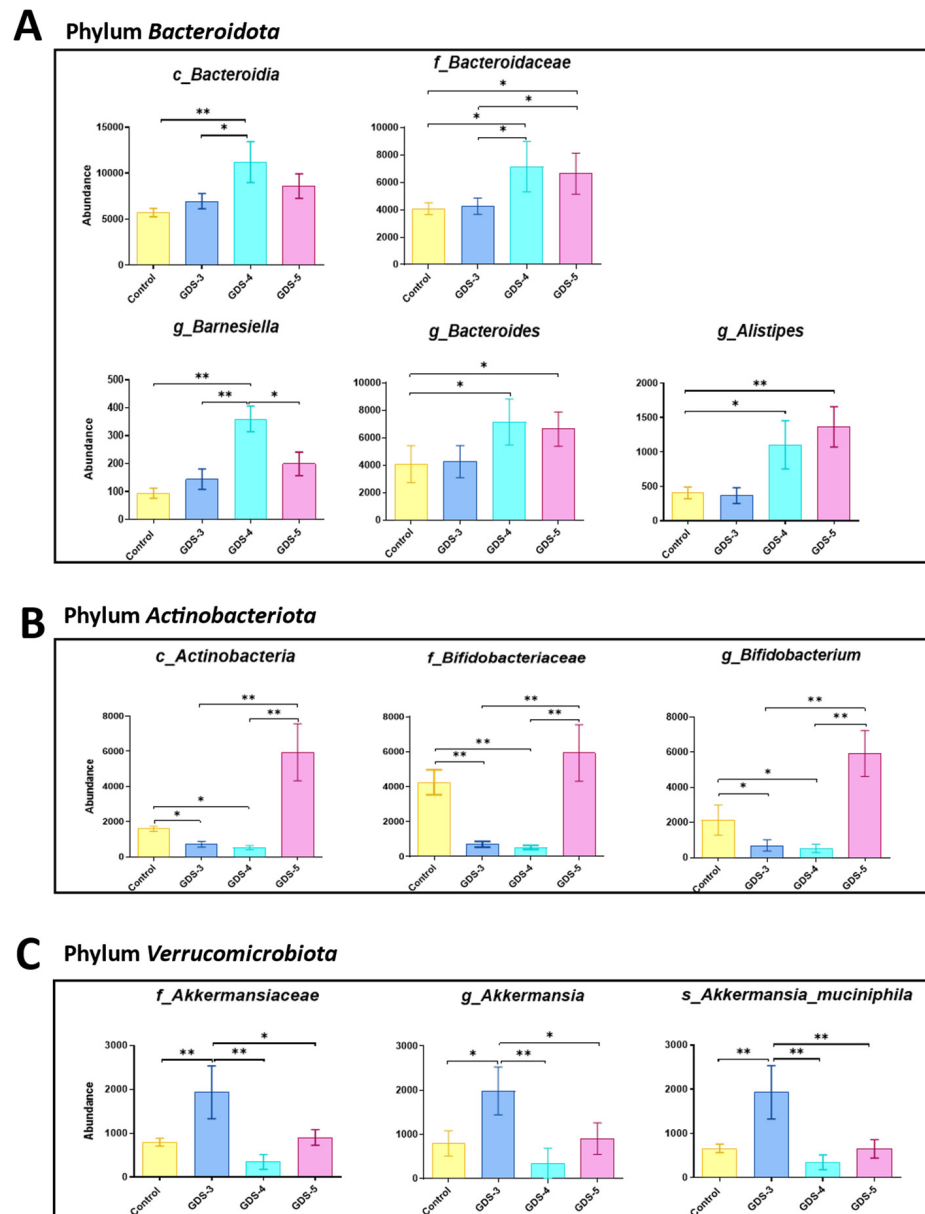 A Phylum Bacteroidota
c_Bacteroidia
Abundance
15000
10000
5000
0
**
*
Control
GDS-3
GDS-4
GDS-5
f_Bacteroidaceae
10000
8000
6000
4000
2000
0
*
*
*
*
Control
GDS-3
GDS-4
GDS-5
g_Barnesiella
Abundance
500
400
300
200
100
0
**
**
*
Control
GDS-3
GDS-4
GDS-5
g_Bacteroides
10000
8000
6000
4000
2000
0
*
*
Control
GDS-3
GDS-4
GDS-5
g_Alistipes
2000
1500
1000
500
0
**
*
Control
GDS-3
GDS-4
GDS-5
B Phylum Actinobacteriota
c_Actinobacteria
Abundance
8000
6000
4000
2000
0
**
**
*
*
Control
GDS-3
GDS-4
GDS-5
f_Bifidobacteriaceae
8000
6000
4000
2000
0
**
**
**
**
Control
GDS-3
GDS-4
GDS-5
g_Bifidobacterium
8000
6000
4000
2000
0
**
**
*
*
Control
GDS-3
GDS-4
GDS-5
C Phylum Verrucomicrobiota
f_Akkermansiaceae
Abundance
3000
2000
1000
0
*
**
**
Control
GDS-3
GDS-4
GDS-5
g_Akkermansia
3000
2000
1000
0
*
*
**
Control
GDS-3
GDS-4
GDS-5
s_Akkermansia_muciniphila
3000
2000
1000
0
**
**
**
Control
GDS-3
GDS-4
GDS-5